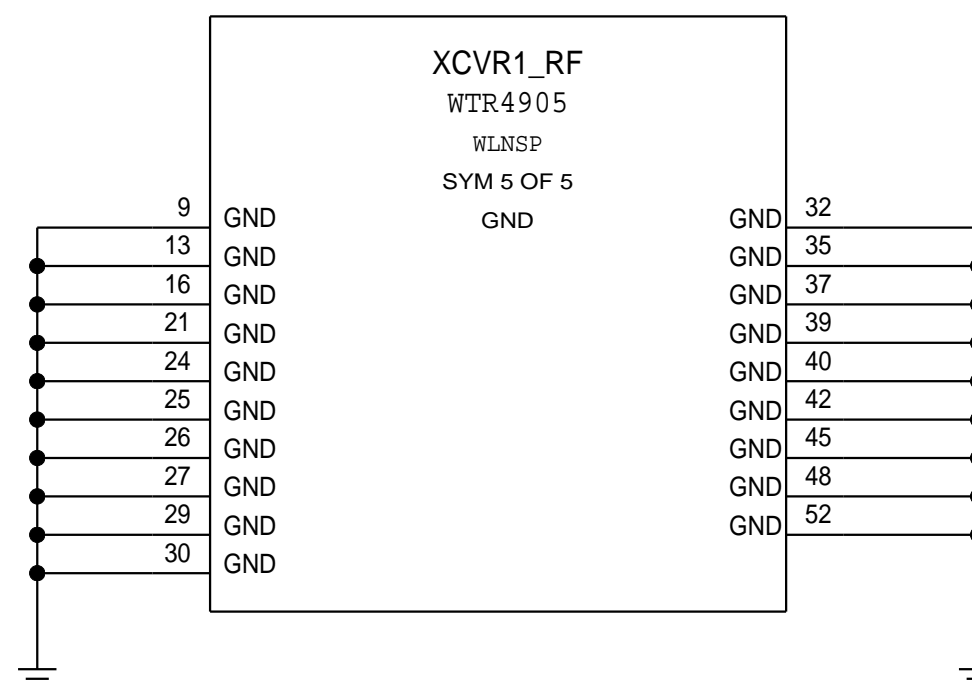 XCVR1_RF
WTR4905
WLNSP
SYM 5 OF 5
GND
9 GND GND 32
13 GND GND 35
16 GND GND 37
21 GND GND 39
24 GND GND 40
25 GND GND 42
26 GND GND 45
27 GND GND 48
29 GND GND 52
30 GND